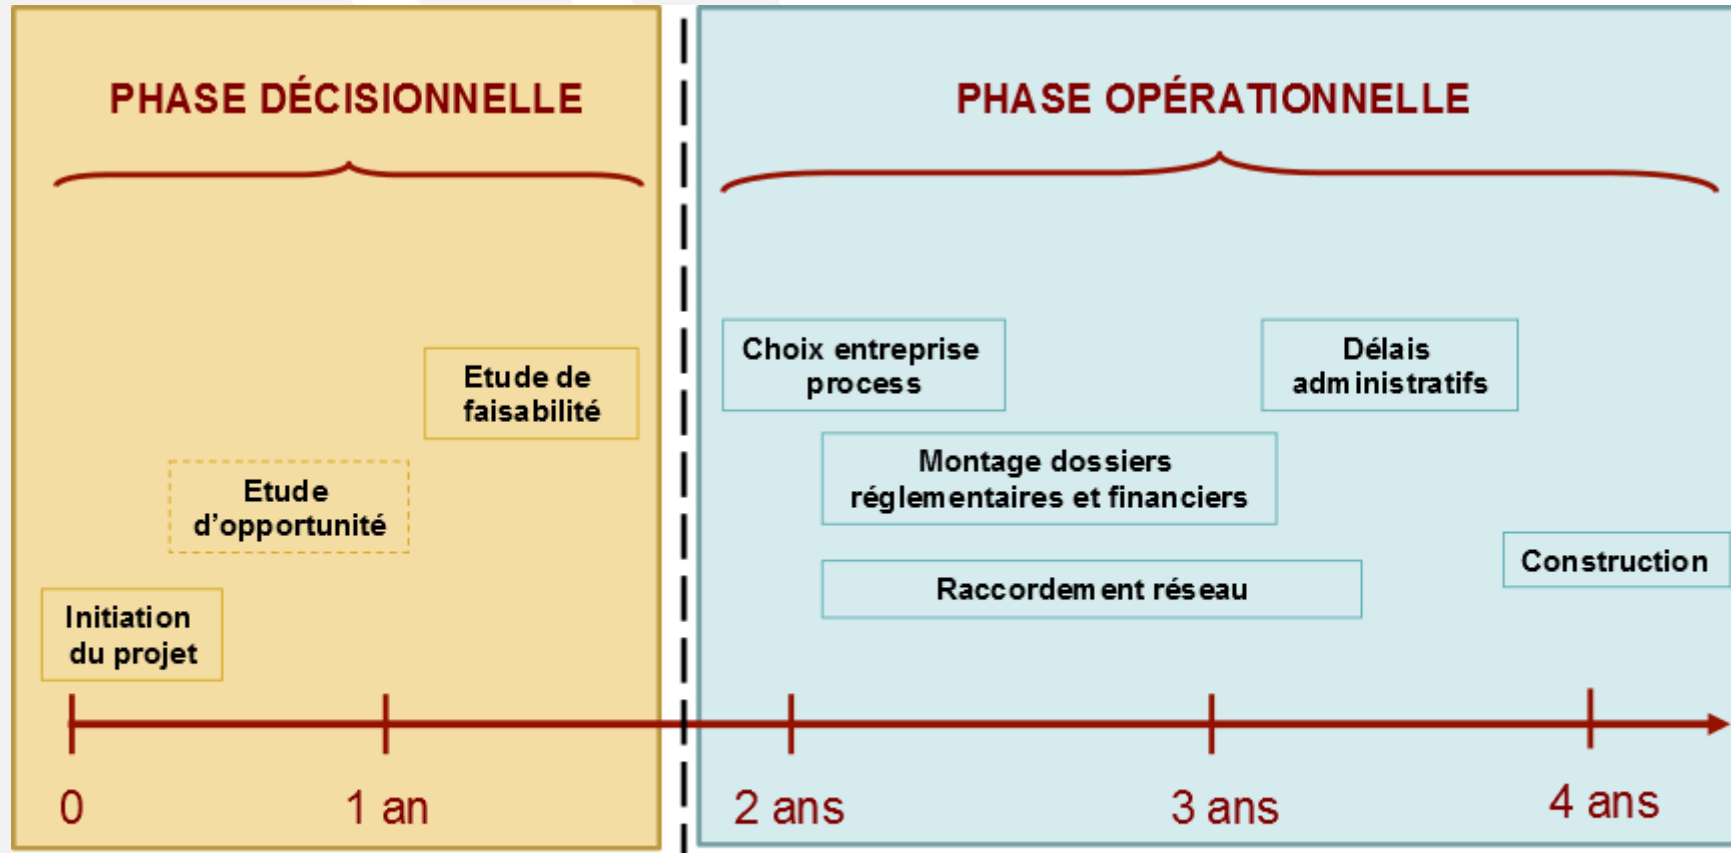 PHASE DÉCISIONNELLE
PHASE OPÉRATIONNELLE
Etude de
faisabilité
Etude
d'opportunité
Initiation
du projet
Choix entreprise
process
Délais
administratifs
Montage dossiers
réglementaires et financiers
Raccordement réseau
Construction
0
1 an
2 ans
3 ans
4 ans